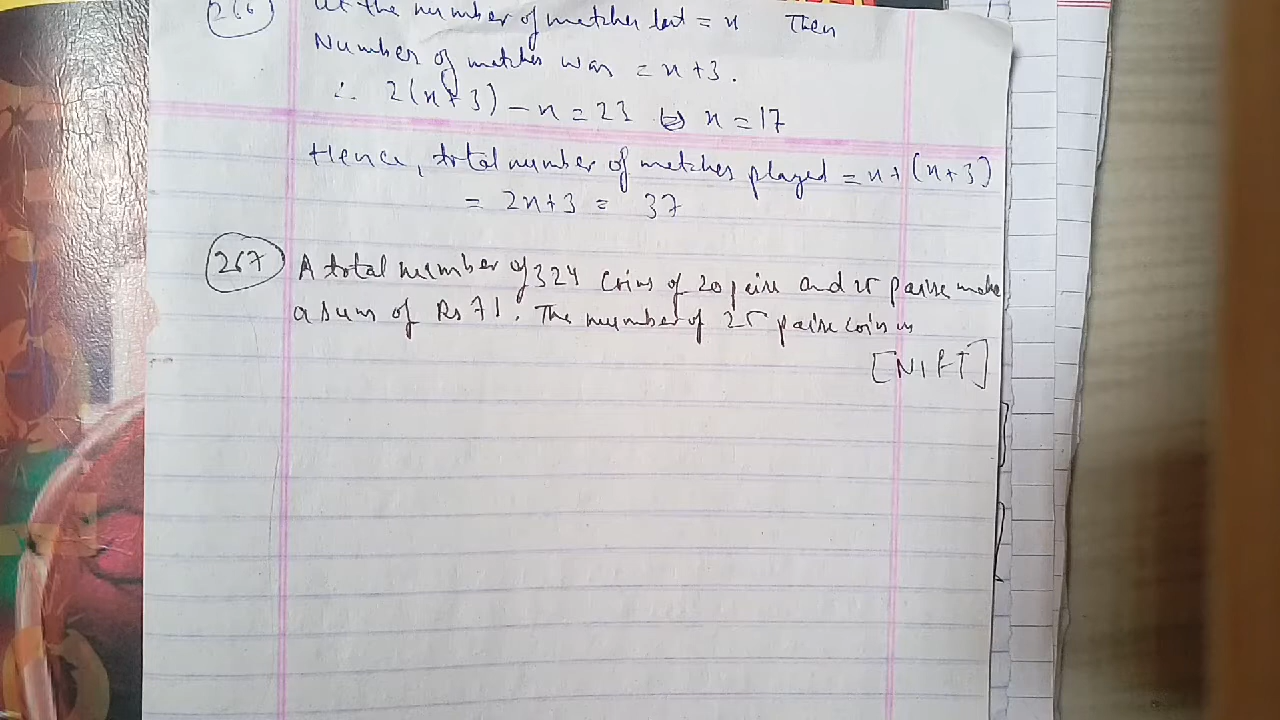 266 Let the number of matches lost = x Then
Number of matches won = x+3.
∴ 2(x+3) – x = 23 ⇔ x = 17
Hence, total number of matches played = x+(x+3)
= 2x+3 = 37
267 A total number of 324 coins of 20 paise and 25 paise make
a sum of Rs 71. The number of 25 paise coins is
[NIFT]